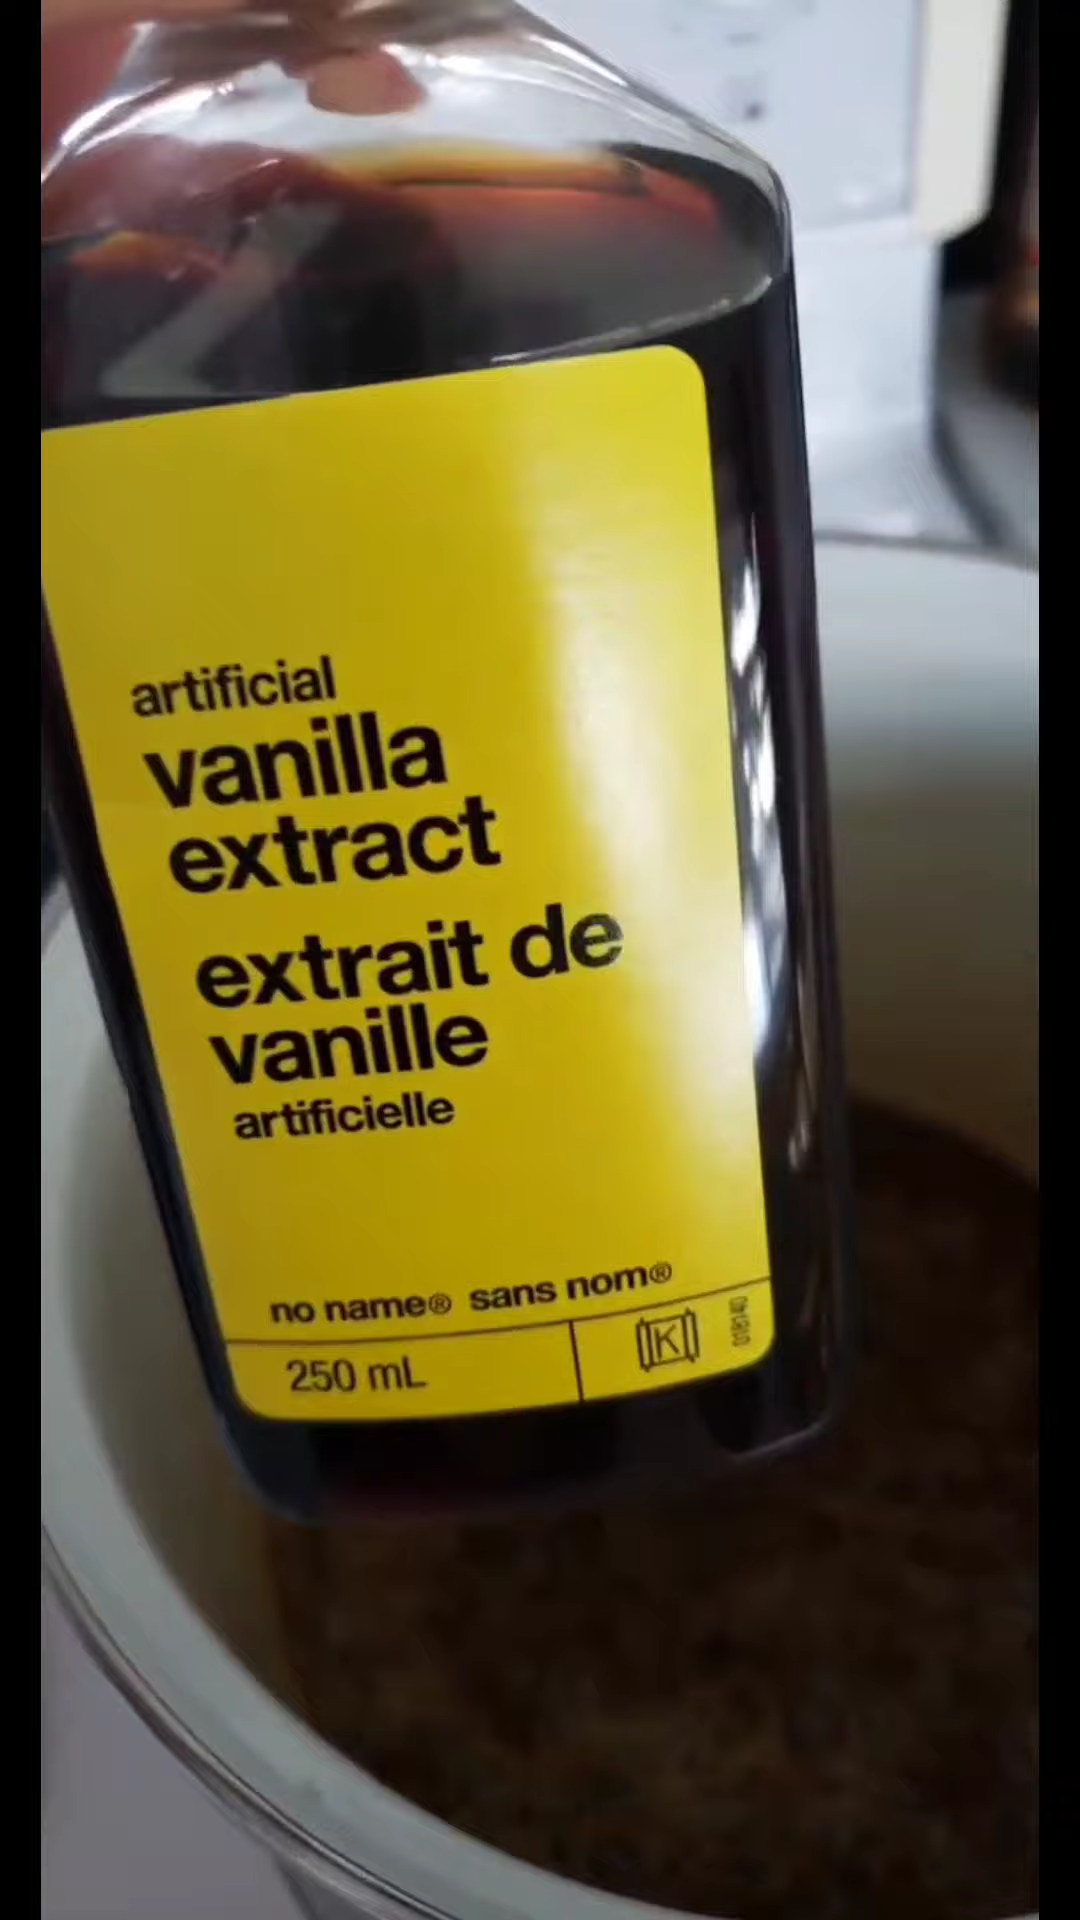 artificial
vanilla
extract
extrait de
vanille
artificielle
no name® sans nom®
250 mL
K